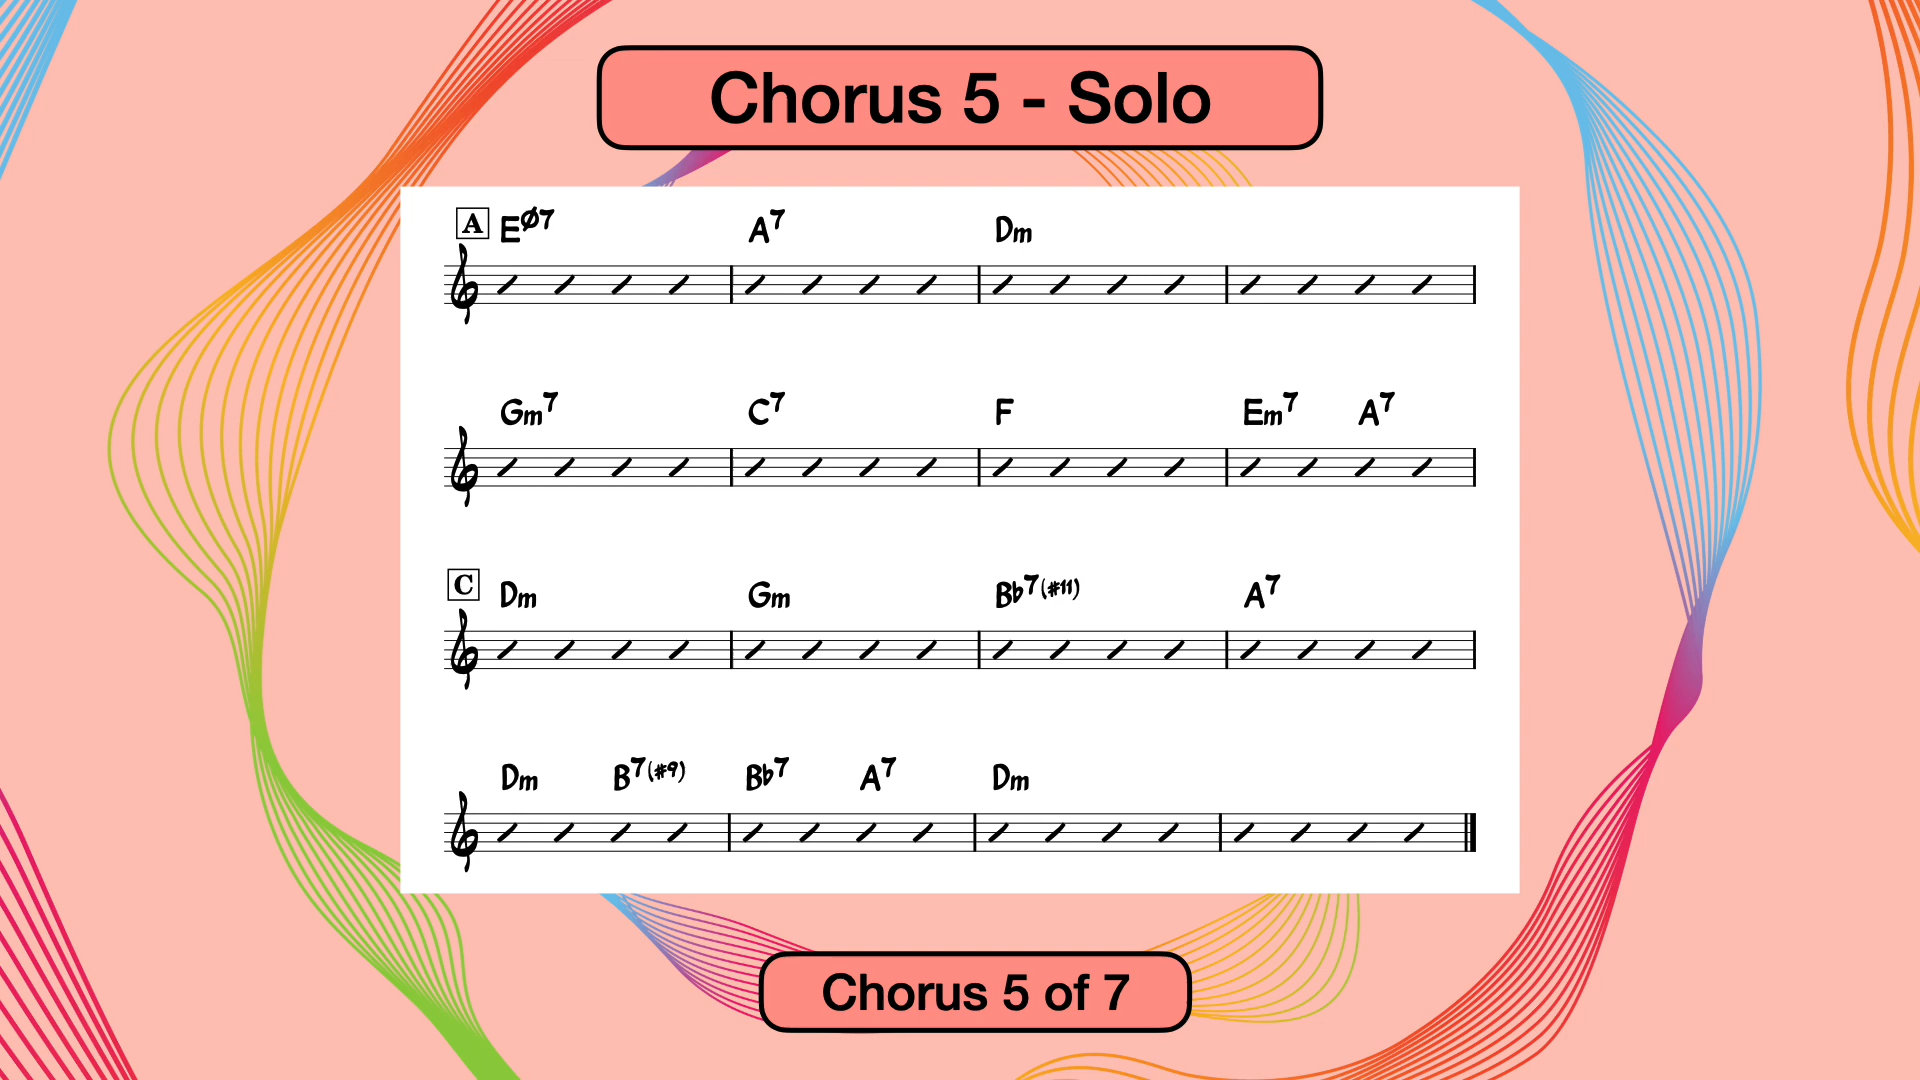 Chorus 5 - Solo
A Eø7 A7 Dm
Gm7 C7 F Em7 A7
C Dm Gm Bb7(#11) A7
Dm B7(#9) Bb7 A7 Dm
Chorus 5 of 7